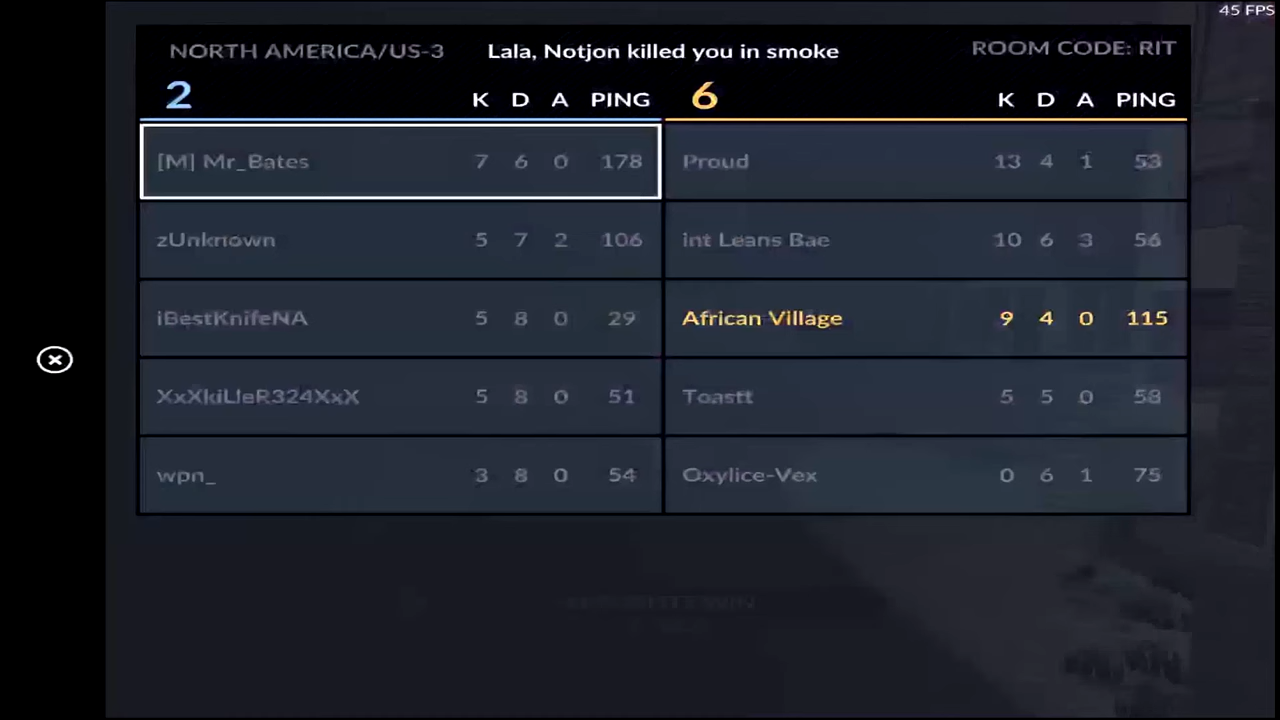 45 FPS
NORTH AMERICA/US-3 Lala, Notjon killed you in smoke ROOM CODE: RIT
2 K D A PING 6 K D A PING
[M] Mr_Bates 7 6 0 178 Proud 13 4 1 53
zUnknown 5 7 2 106 int Leans Bae 10 6 3 56
iBestKnifeNA 5 8 0 29 African Village 9 4 0 115
XxXkiLleR324XxX 5 8 0 51 Toastt 5 5 0 58
wpn_ 3 8 0 54 Oxylice-Vex 0 6 1 75